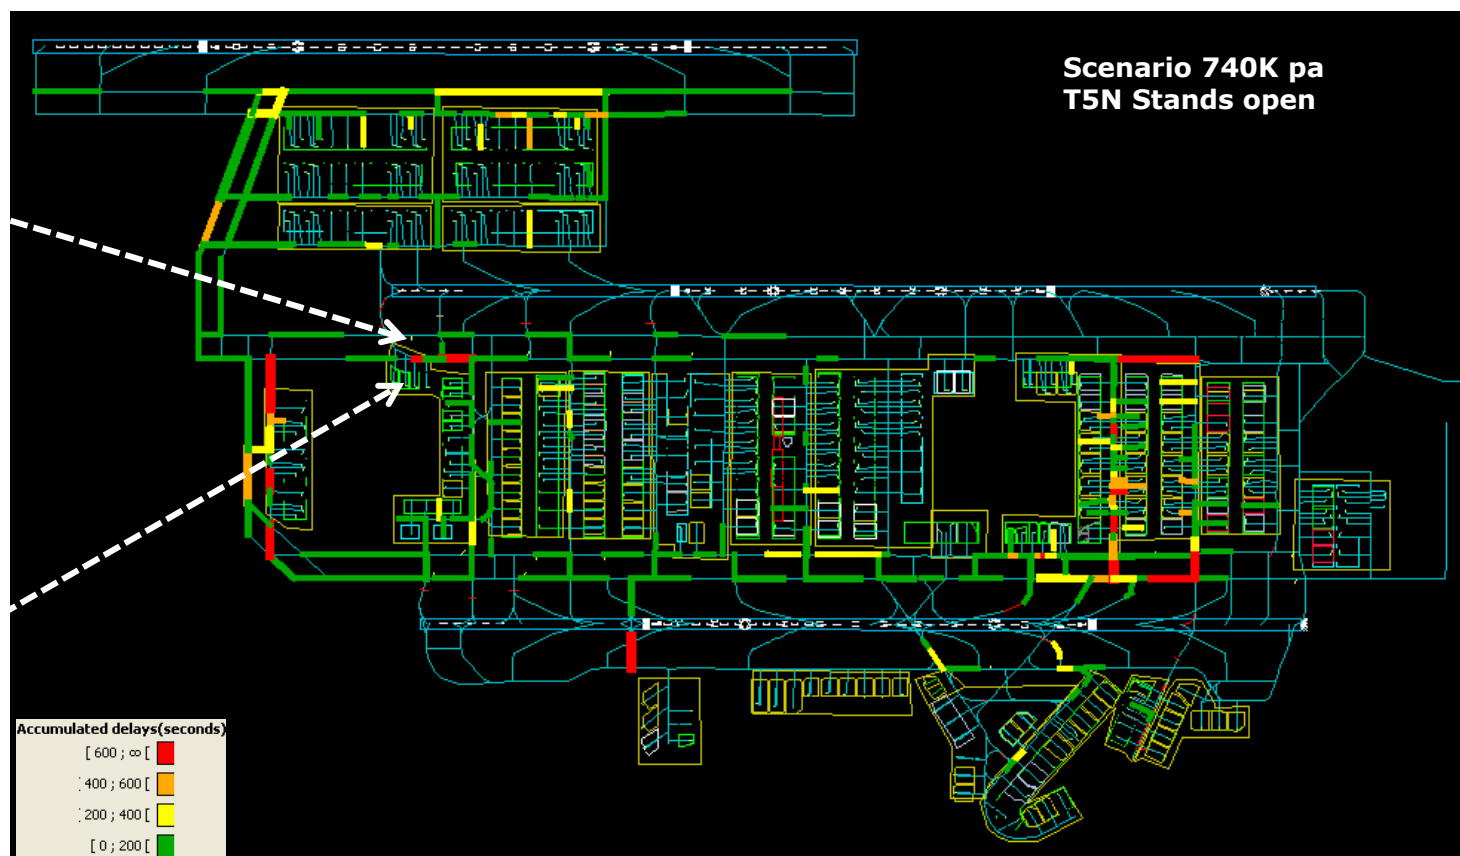 Scenario 740K pa
T5N Stands open
Accumulated delays(seconds)
[ 600 ; ∞ [
[ 400 ; 600 [
[ 200 ; 400 [
[ 0 ; 200 [